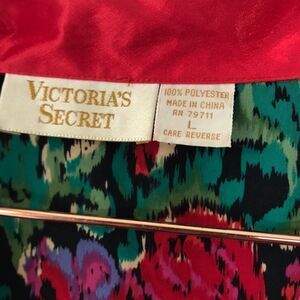 VICTORIA'S
SECRET
100% POLYESTER
MADE IN CHINA
RN 79711
L
CARE REVERSE